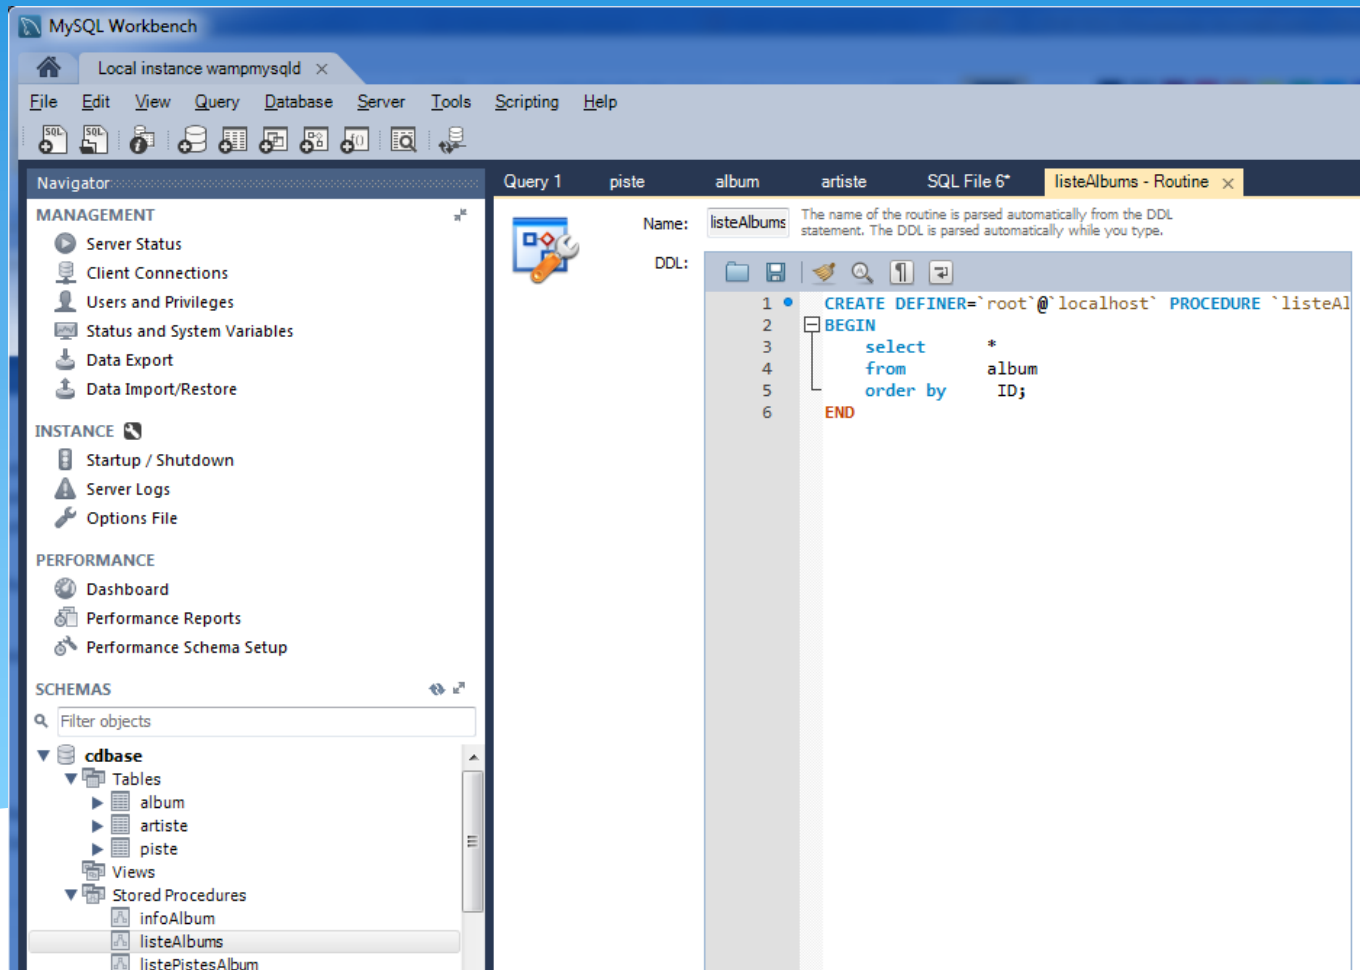 MySQL Workbench
Local instance wampmysqld
File Edit View Query Database Server Tools Scripting Help
Navigator
MANAGEMENT
Server Status
Client Connections
Users and Privileges
Status and System Variables
Data Export
Data Import/Restore
INSTANCE
Startup / Shutdown
Server Logs
Options File
PERFORMANCE
Dashboard
Performance Reports
Performance Schema Setup
SCHEMAS
Filter objects
cdbase
Tables
album
artiste
piste
Views
Stored Procedures
infoAlbum
listeAlbums
listePistesAlbum
Query 1 piste album artiste SQL File 6* listeAlbums - Routine
Name: listeAlbums
The name of the routine is parsed automatically from the DDL
statement. The DDL is parsed automatically while you type.
DDL:
1 CREATE DEFINER=`root`@`localhost` PROCEDURE `listeAl
2 BEGIN
3 select *
4 from album
5 order by ID;
6 END